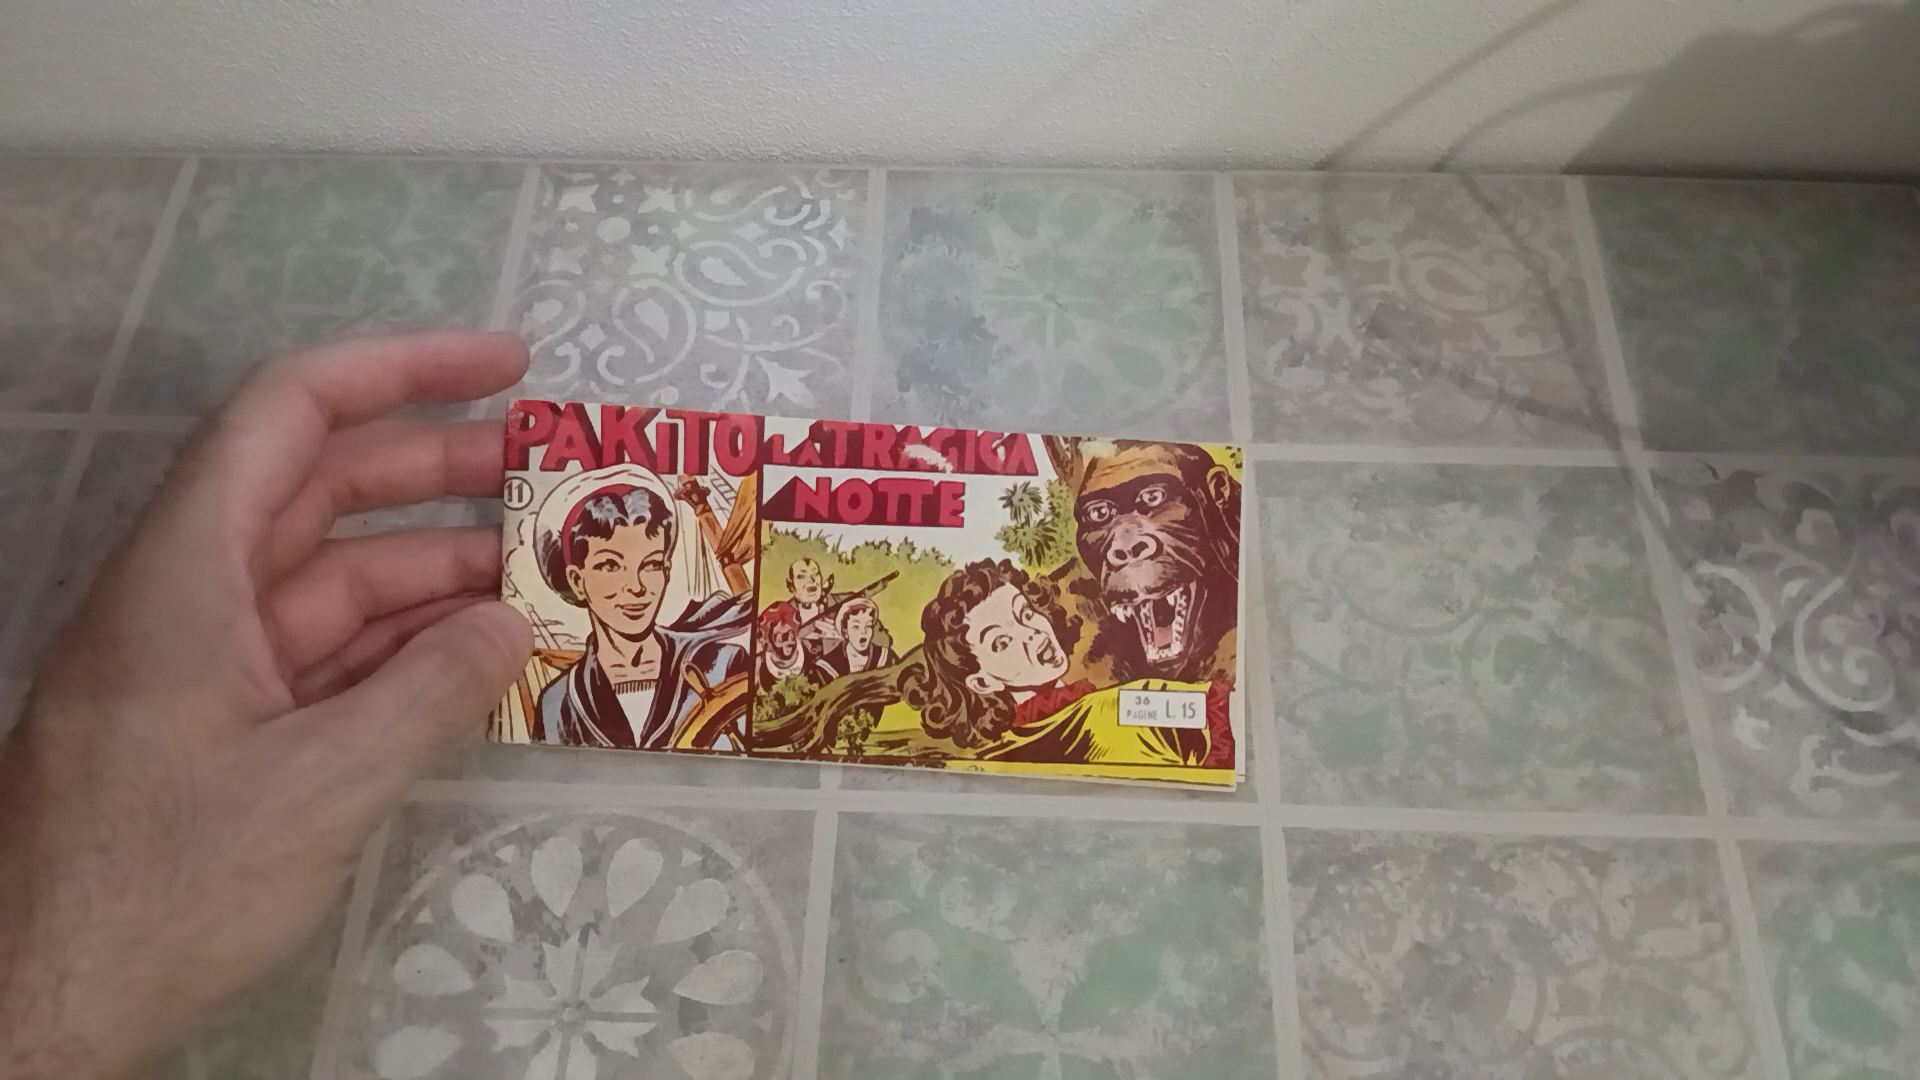 PAKiTO
LA TRAGICA
NOTTE
11
36
PAGINE L. 15